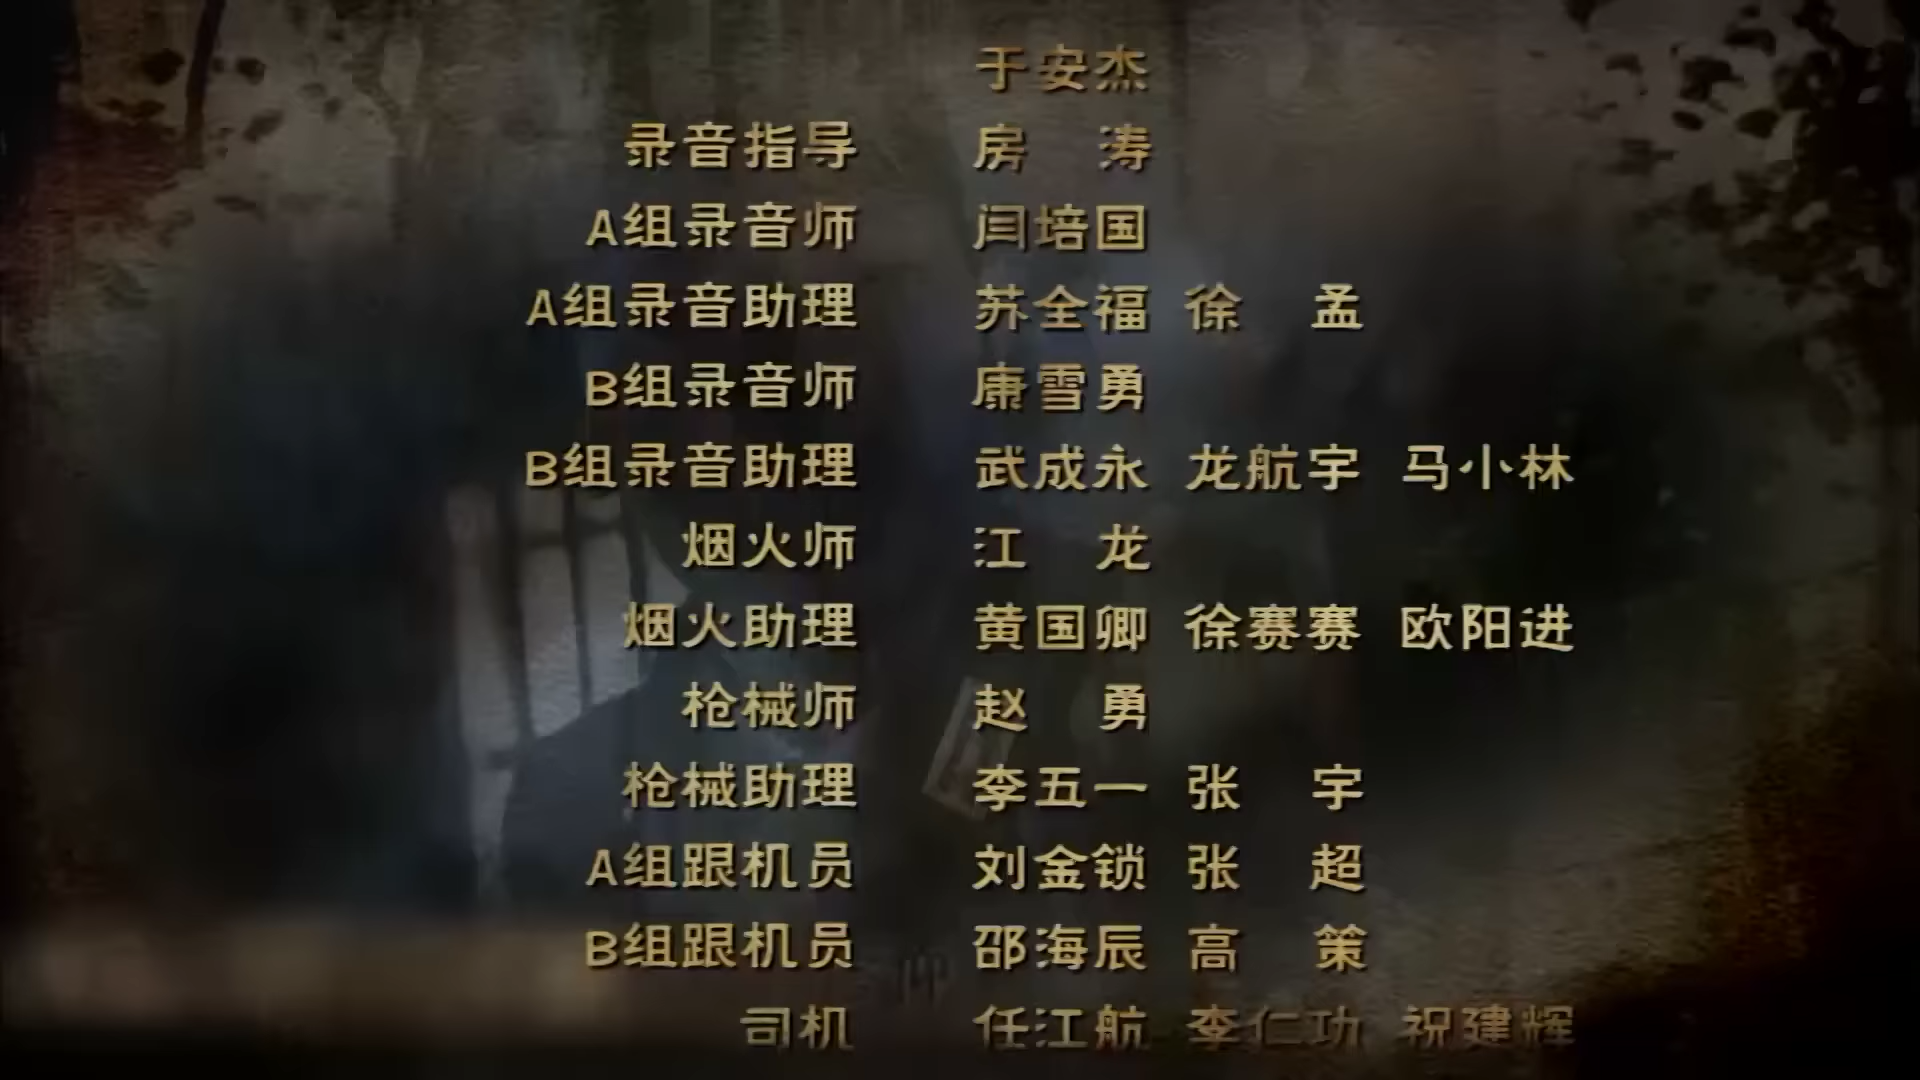 于安杰
录音指导 房 涛
A组录音师 闫培国
A组录音助理 苏全福 徐 孟
B组录音师 康雪勇
B组录音助理 武成永 龙航宇 马小林
烟火师 江 龙
烟火助理 黄国卿 徐赛赛 欧阳进
枪械师 赵 勇
枪械助理 李五一 张 宇
A组跟机员 刘金锁 张 超
B组跟机员 邵海辰 高 策
司机 任江航 李仁功 祝建辉